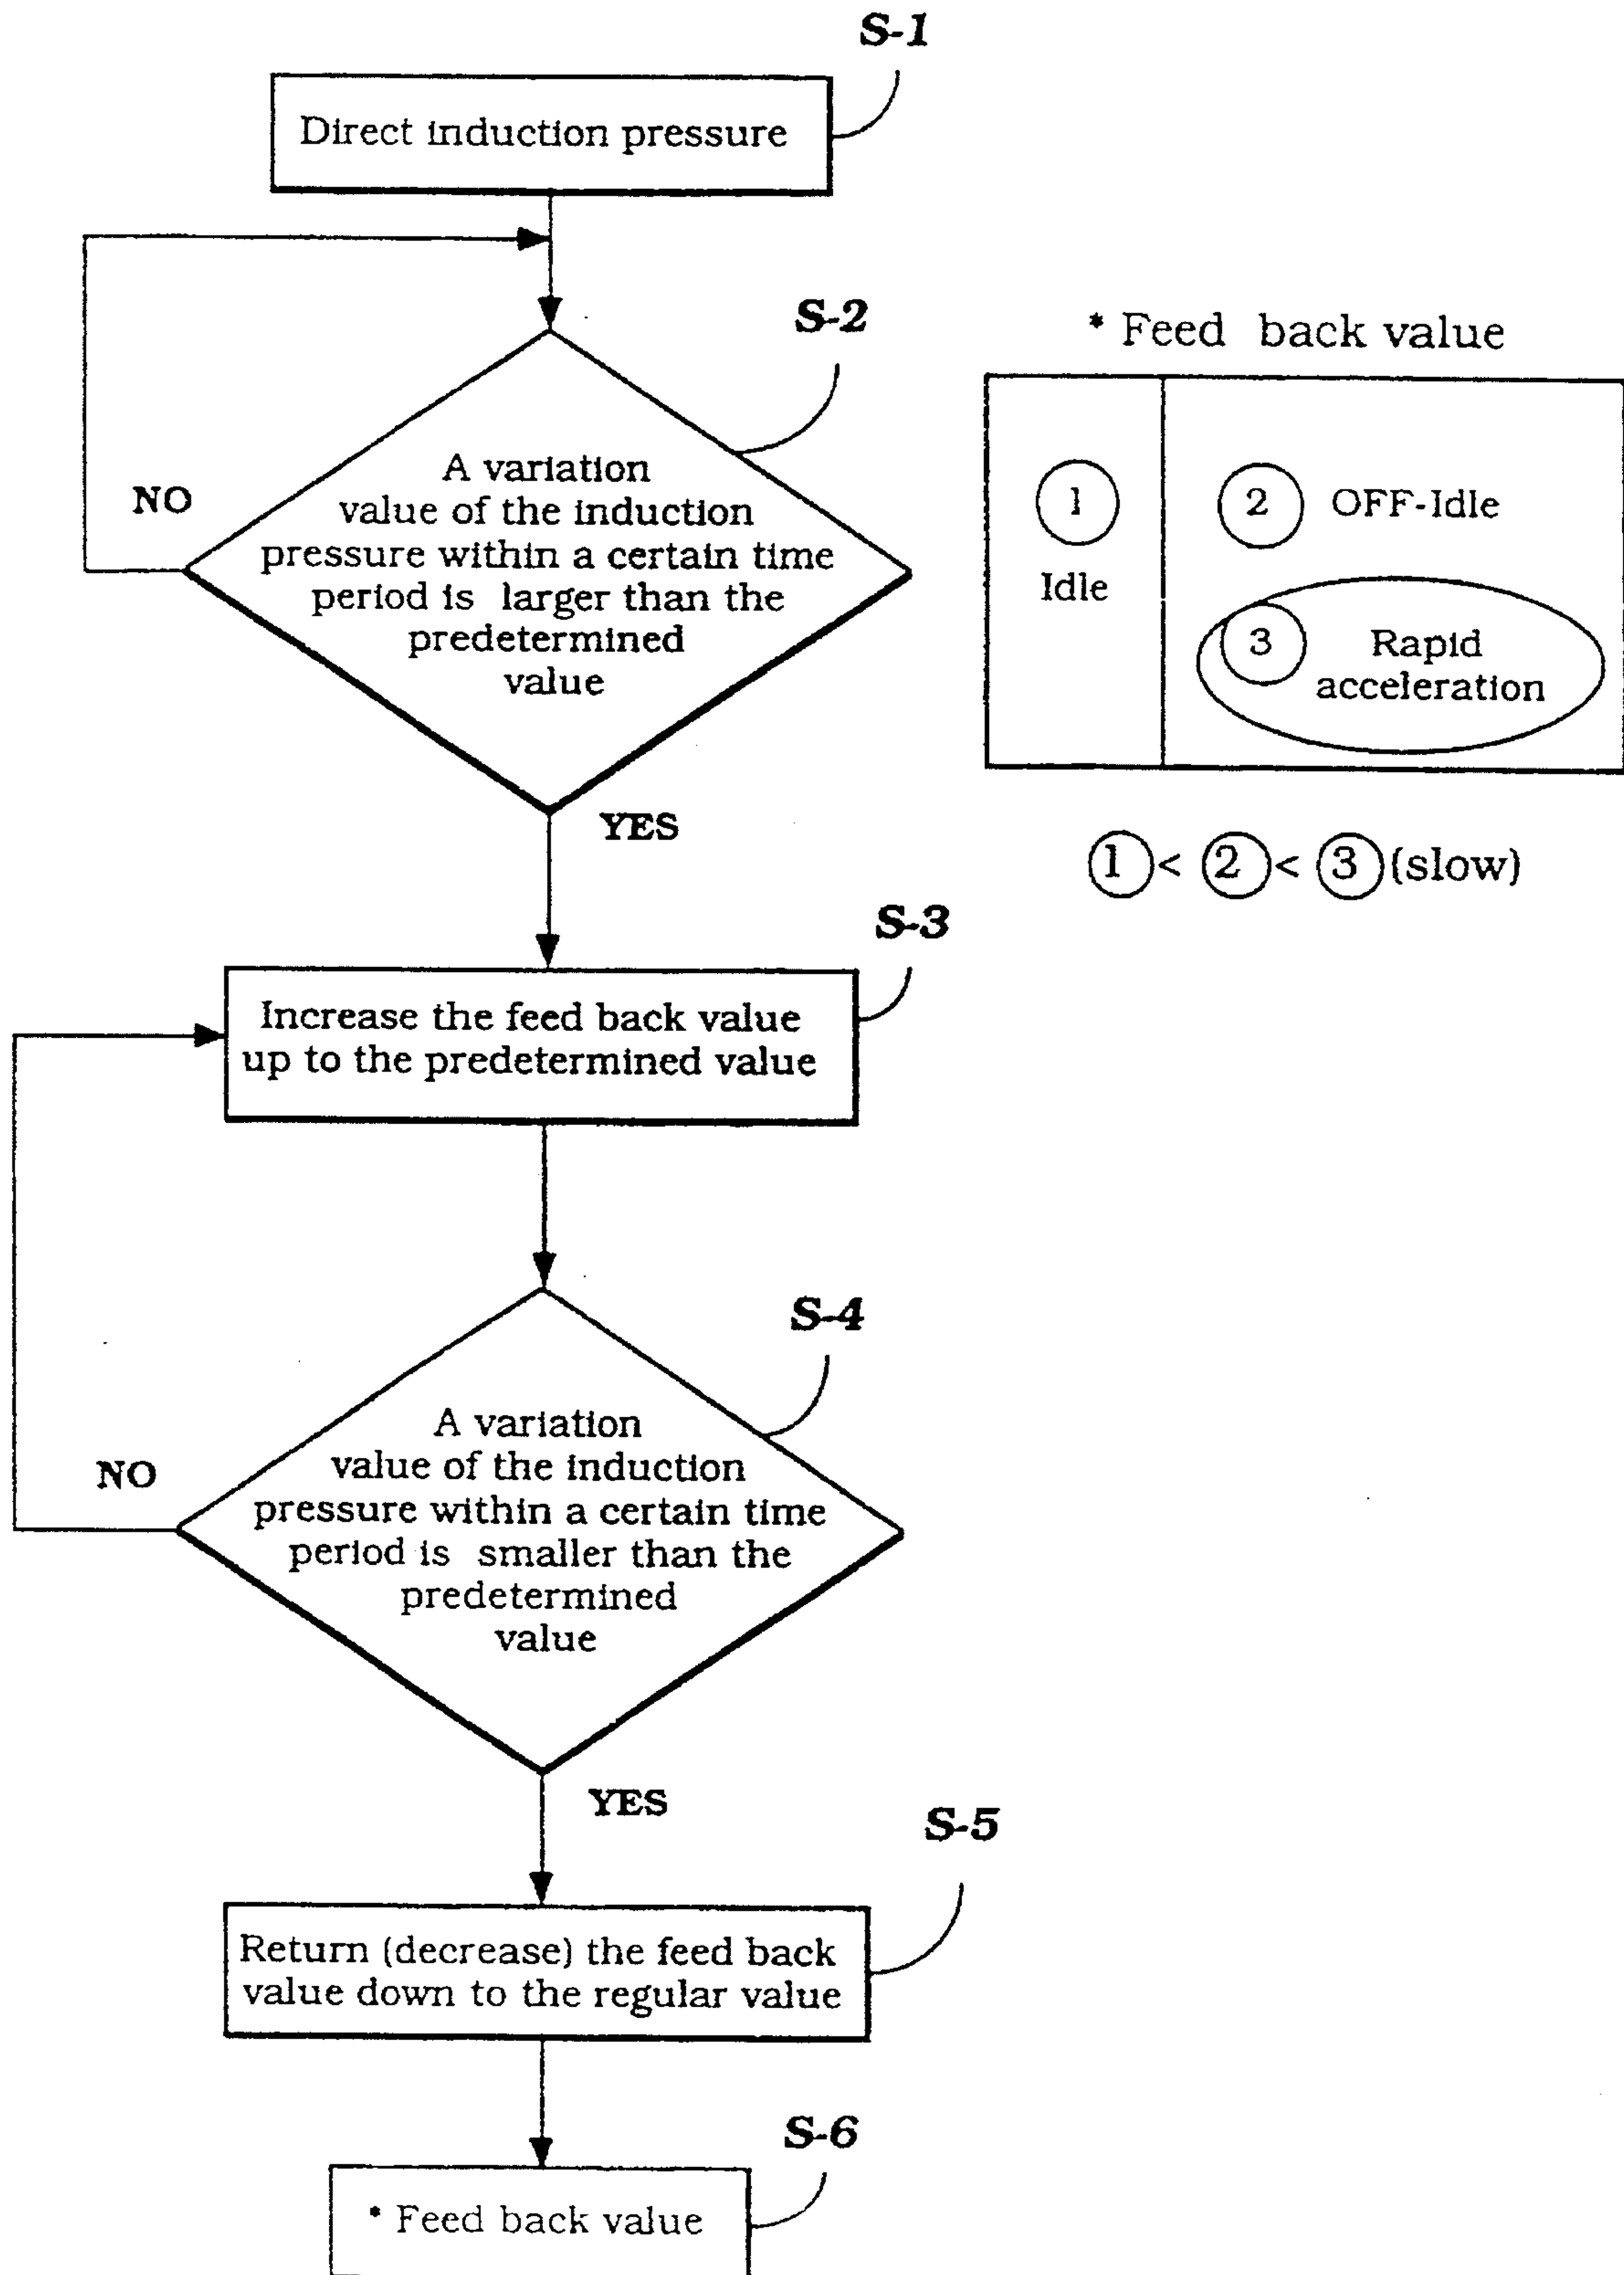 S-1
Direct induction pressure
S-2
NO
A variation
value of the induction
pressure within a certain time
period is larger than the
predetermined
value
YES
* Feed back value
1
Idle
2 OFF-Idle
3 Rapid
acceleration
1 < 2 < 3 (slow)
S-3
Increase the feed back value
up to the predetermined value
S-4
NO
A variation
value of the induction
pressure within a certain time
period is smaller than the
predetermined
value
YES
S-5
Return (decrease) the feed back
value down to the regular value
S-6
* Feed back value